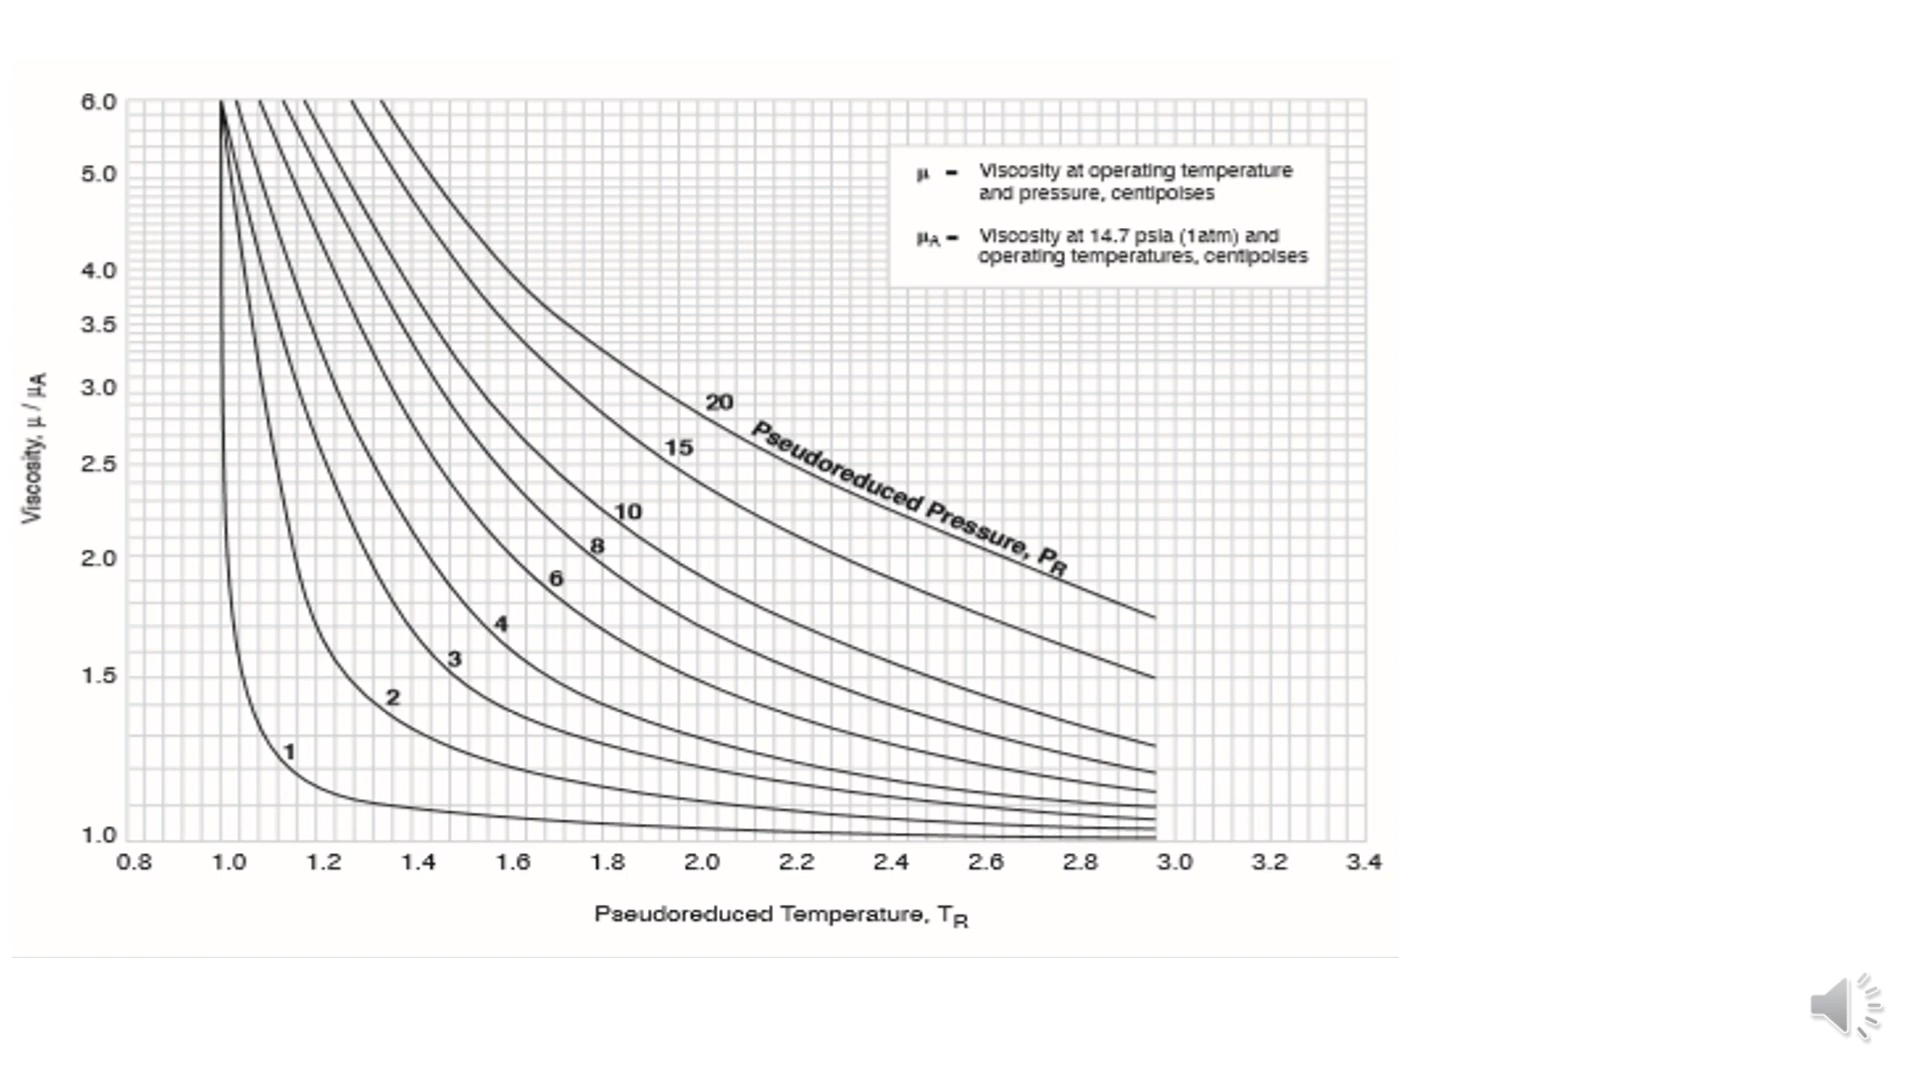 6.0
5.0
4.0
3.5
3.0
2.5
2.0
1.5
1.0
Viscosity, μ / μA
μ = Viscosity at operating temperature
and pressure, centipoises
μA = Viscosity at 14.7 psia (1atm) and
operating temperatures, centipoises
20
15
10
8
6
4
3
2
1
Pseudoreduced Pressure, PR
0.8 1.0 1.2 1.4 1.6 1.8 2.0 2.2 2.4 2.6 2.8 3.0 3.2 3.4
Pseudoreduced Temperature, TR